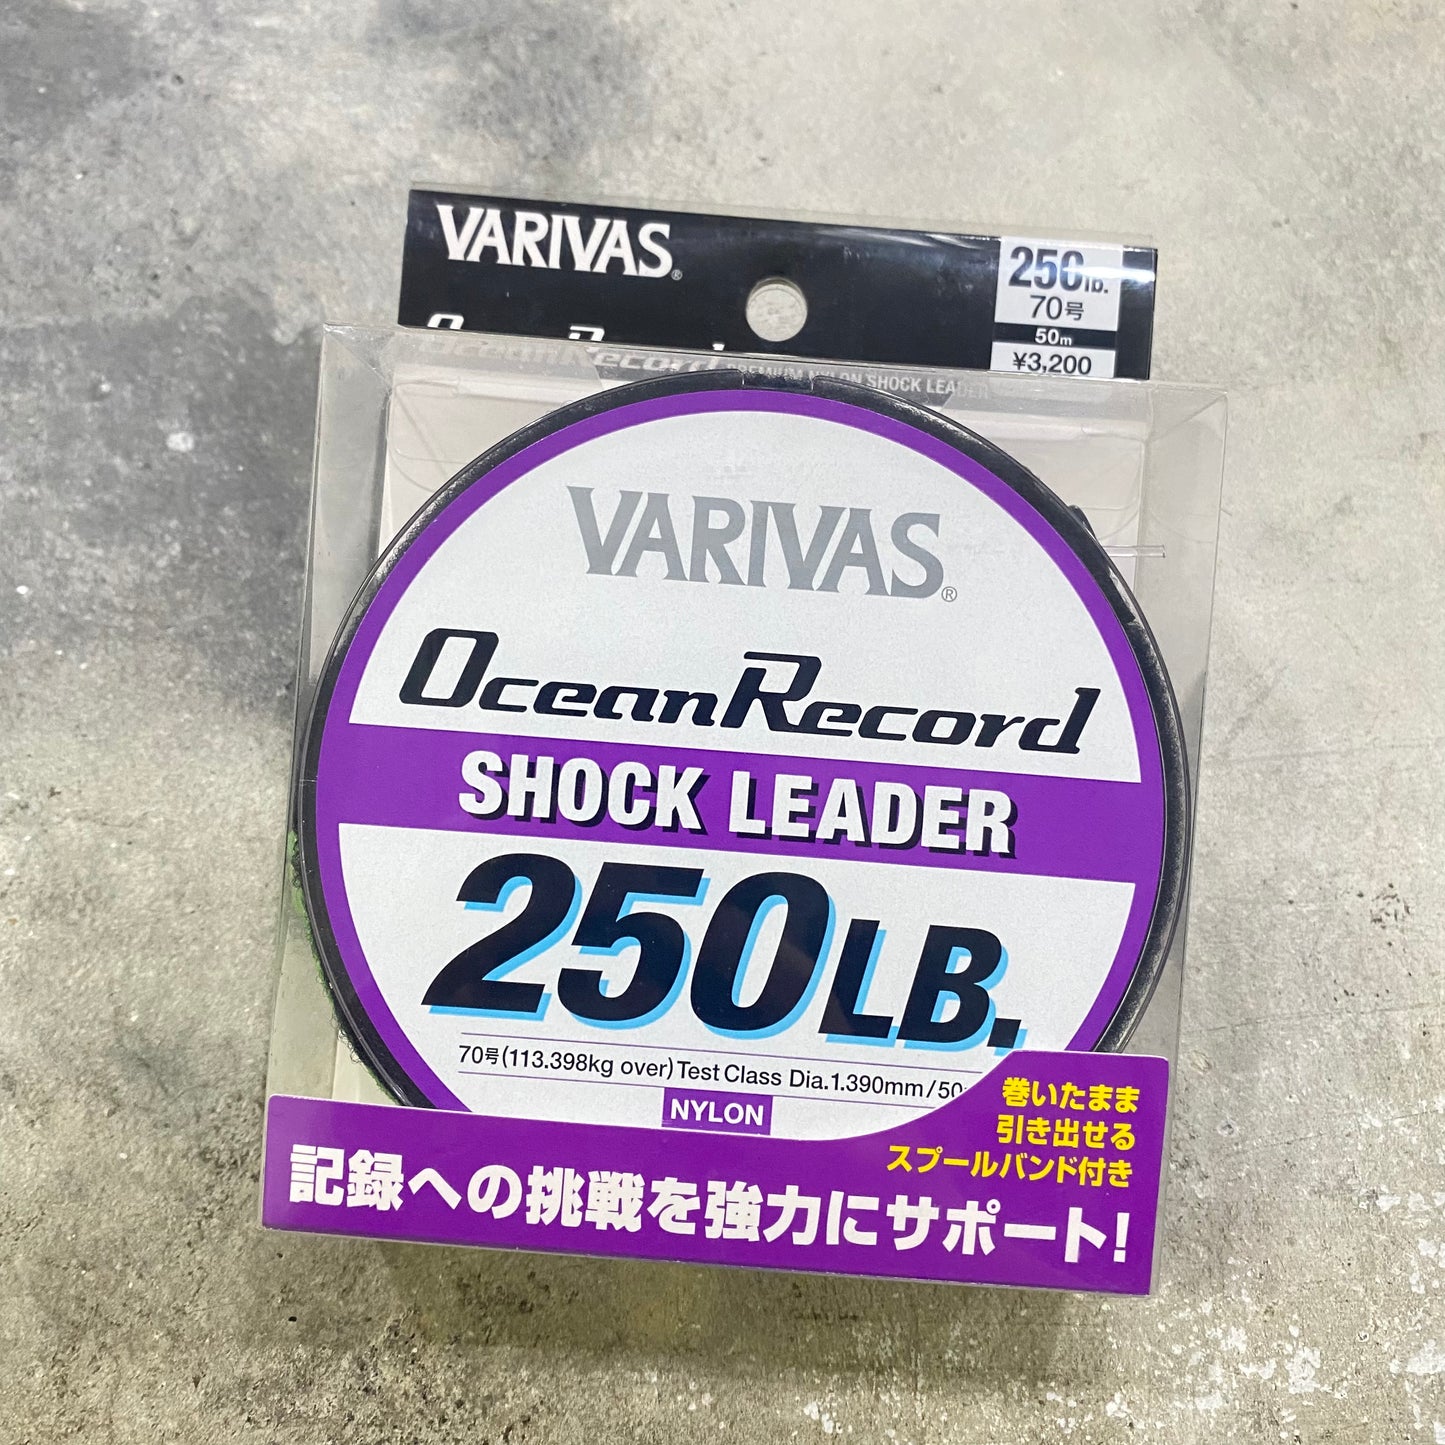 VARIVAS®
250lb.
70号
50m
¥3,200
OceanRecord PREMIUM NYLON SHOCK LEADER
VARIVAS®
OceanRecord
SHOCK LEADER
250LB.
70号(113.398kg over) Test Class Dia.1.390mm/50
NYLON
巻いたまま
引き出せる
スプールバンド付き
記録への挑戦を強力にサポート!